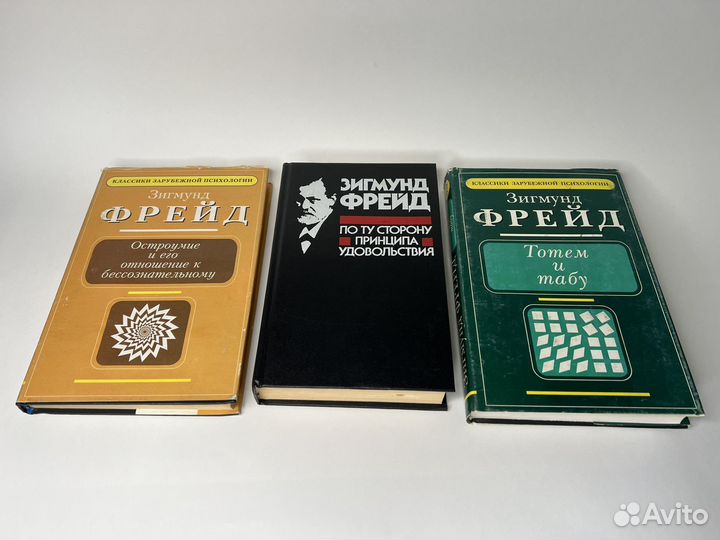 КЛАССИКИ ЗАРУБЕЖНОЙ ПСИХОЛОГИИ
Зигмунд
ФРЕЙД
Остроумие
и его
отношение к
бессознательному
ЗИГМУНД
ФРЕЙД
ПО ТУ СТОРОНУ
ПРИНЦИПА
УДОВОЛЬСТВИЯ
КЛАССИКИ ЗАРУБЕЖНОЙ ПСИХОЛОГИИ
Зигмунд
ФРЕЙД
Тотем
и
табу
Avito